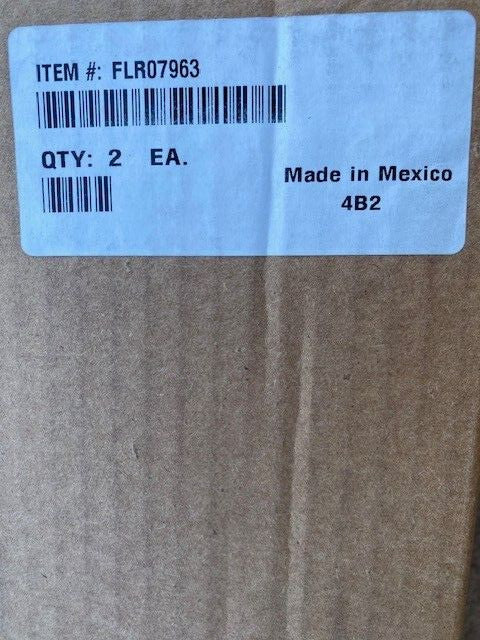 ITEM #: FLR07963
QTY: 2 EA.
Made in Mexico
4B2